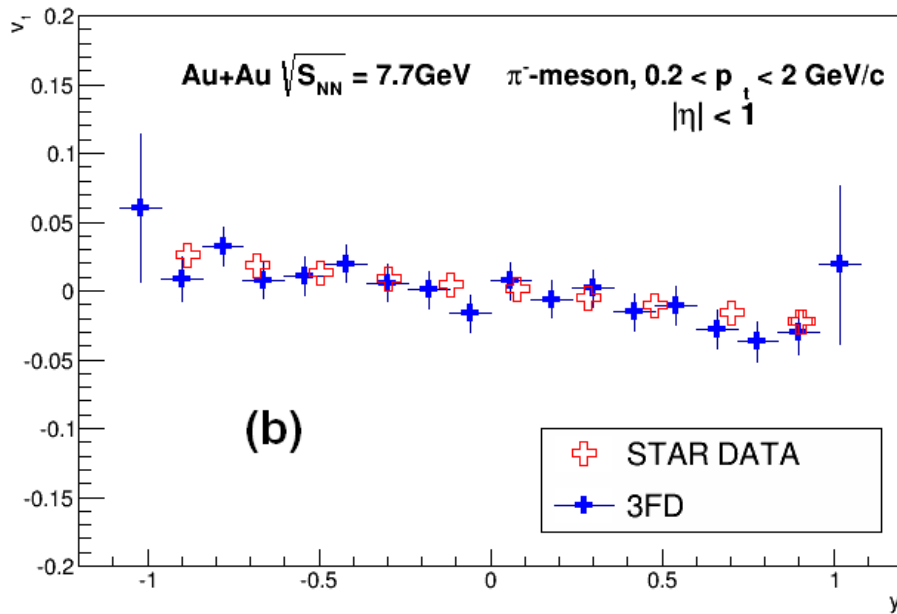 v₁
0.2
0.15
0.1
0.05
0
-0.05
-0.1
-0.15
-0.2
Au+Au √S_NN = 7.7GeV π⁻-meson, 0.2 < p_t < 2 GeV/c
|η| < 1
(b)
STAR DATA
3FD
-1 -0.5 0 0.5 1
y